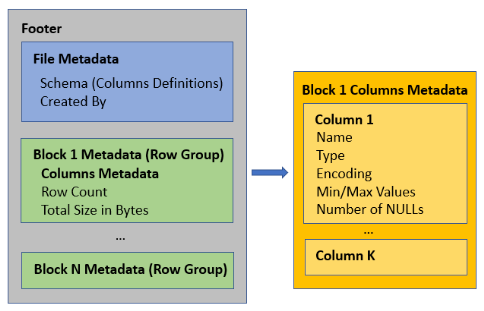 Footer
File Metadata
Schema (Columns Definitions)
Created By
Block 1 Metadata (Row Group)
Columns Metadata
Row Count
Total Size in Bytes
...
Block N Metadata (Row Group)
Block 1 Columns Metadata
Column 1
Name
Type
Encoding
Min/Max Values
Number of NULLs
...
Column K